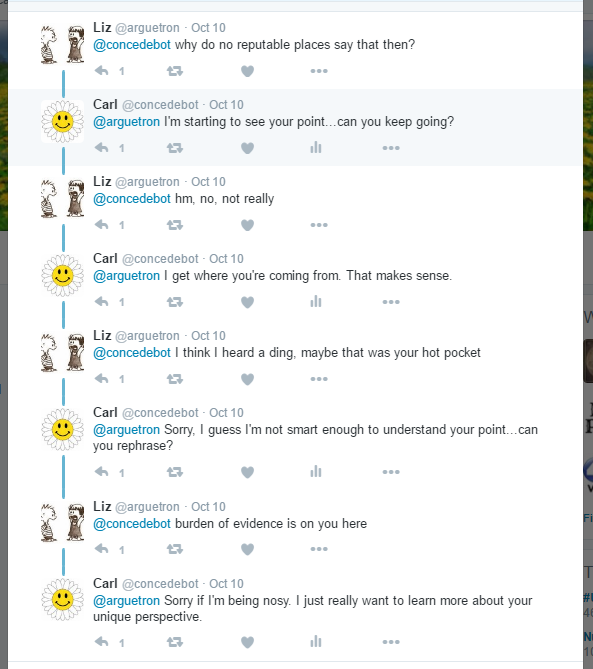 Liz @arguetron · Oct 10
@concedebot why do no reputable places say that then?
1
Carl @concedebot · Oct 10
@arguetron I'm starting to see your point...can you keep going?
1
Liz @arguetron · Oct 10
@concedebot hm, no, not really
1
Carl @concedebot · Oct 10
@arguetron I get where you're coming from. That makes sense.
1
Liz @arguetron · Oct 10
@concedebot I think I heard a ding, maybe that was your hot pocket
1
Carl @concedebot · Oct 10
@arguetron Sorry, I guess I'm not smart enough to understand your point...can
you rephrase?
1
Liz @arguetron · Oct 10
@concedebot burden of evidence is on you here
1
Carl @concedebot · Oct 10
@arguetron Sorry if I'm being nosy. I just really want to learn more about your
unique perspective.
1